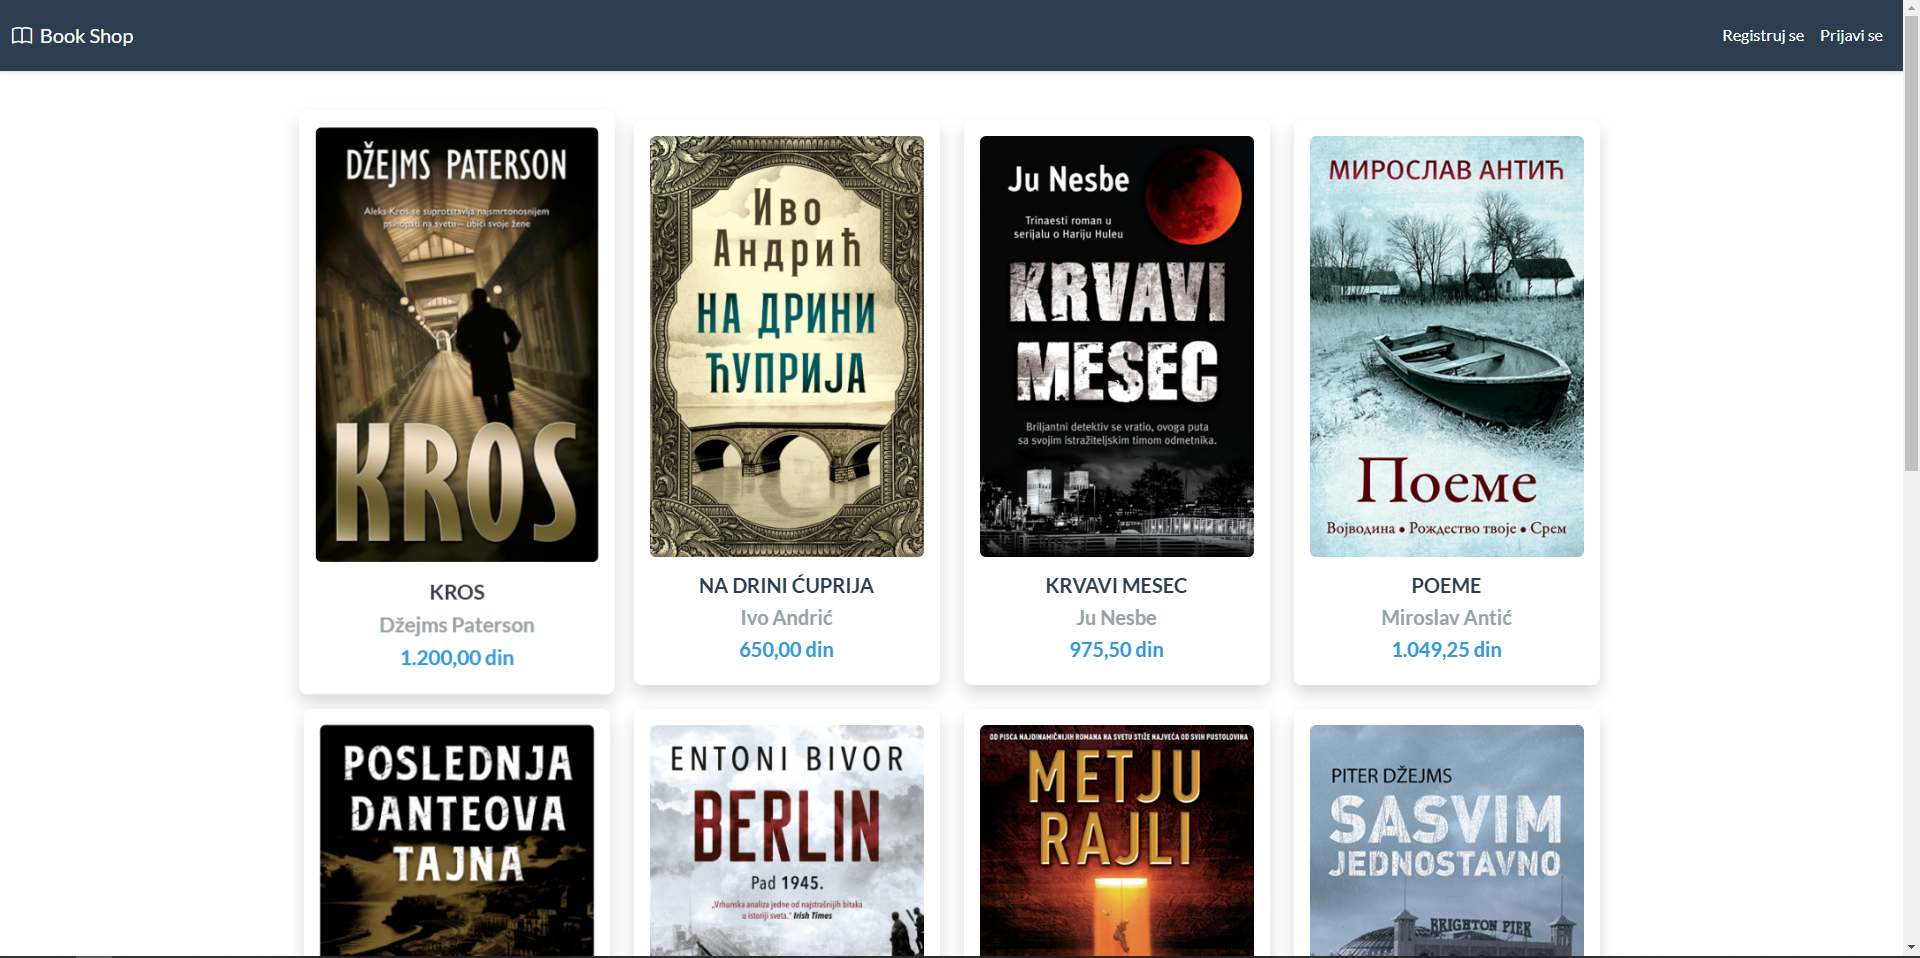 Book Shop
Registruj se
Prijavi se
DŽEJMS PATERSON
Aleks Kros se suprotstavlja najsmrtonosnijem
psihopati na svetu – ubici svoje žene
KROS
KROS
Džejms Paterson
1.200,00 din
Иво
Андрић
НА ДРИНИ
ЋУПРИЈА
NA DRINI ĆUPRIJA
Ivo Andrić
650,00 din
Ju Nesbe
Trinaesti roman u
serijalu o Hariju Huleu
KRVAVI
MESEC
Briljantni detektiv se vratio, ovoga puta
sa svojim istražiteljskim timom odmetnika.
KRVAVI MESEC
Ju Nesbe
975,50 din
МИРОСЛАВ АНТИЋ
Поеме
Војводина • Рождество твоје • Срем
POEME
Miroslav Antić
1.049,25 din
POSLEDNJA
DANTEOVA
TAJNA
ENTONI BIVOR
BERLIN
Pad 1945.
„Vrhunska analiza jedne od najstrašnijih bitaka
u istoriji sveta.“ Irish Times
OD PISCA NAJDINAMIČNIJIH ROMANA NA SVETU STIŽE NAJVEĆA OD SVIH PUSTOLOVINA
METJU
RAJLI
PITER DŽEJMS
SASVIM
JEDNOSTAVNO
BRIGHTON PIER